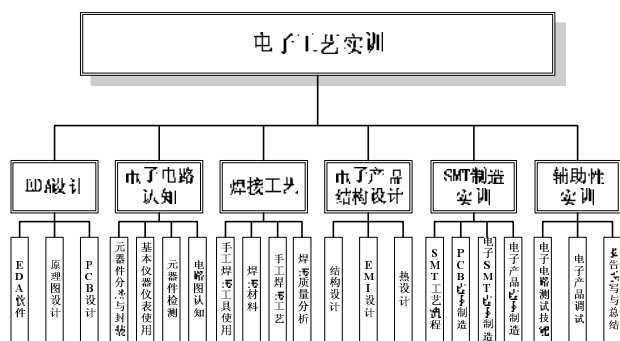 电子工艺实训
EDA设计
电子电路
认知
焊接工艺
电子产品
结构设计
SMT制造
实训
辅助性
实训
EDA软件
原理图设计
PCB设计
元器件分类与封装
基本仪器仪表使用
元器件检测
电路图认知
手工焊接工具使用
焊接材料
手工焊接工艺
焊接质量分析
结构设计
EMI设计
热设计
SMT工艺流程
PCB电子制造
电子SMT电子制造
电子产品电子制造
电子电路测试技能
电子产品调试
报告撰写与总结